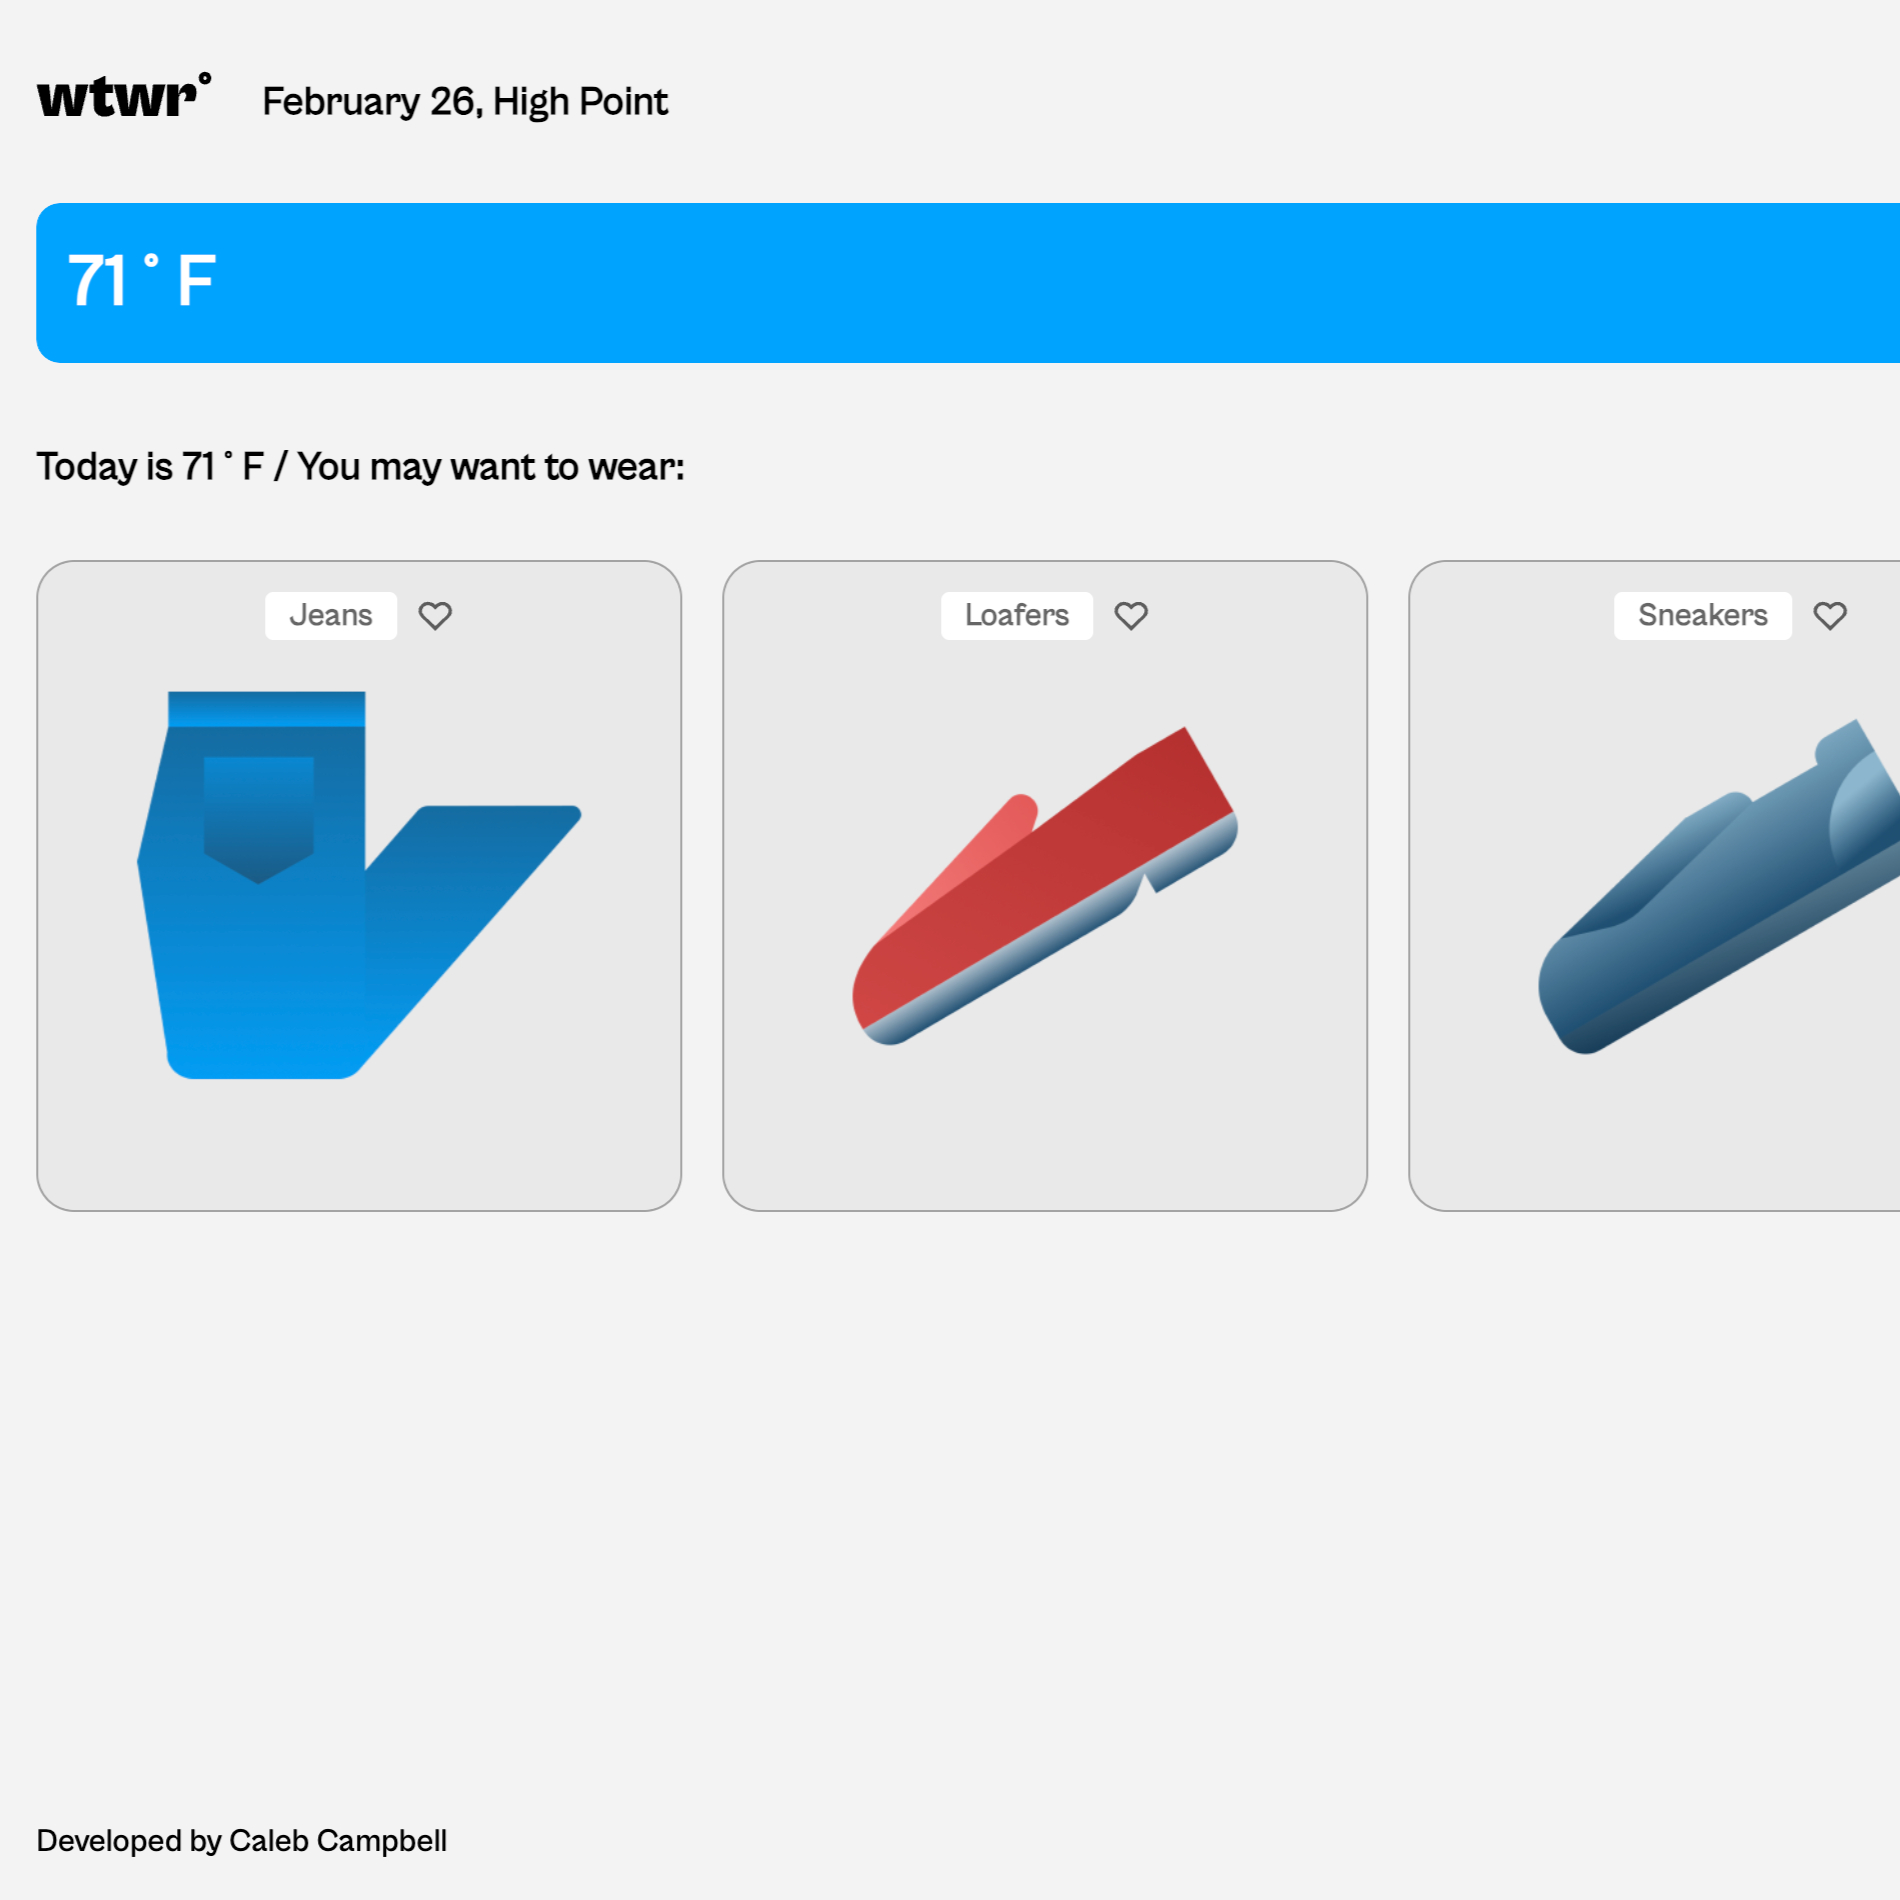 wtwr°
February 26, High Point
71 ° F
Today is 71 ° F / You may want to wear:
Jeans
Loafers
Sneakers
Developed by Caleb Campbell